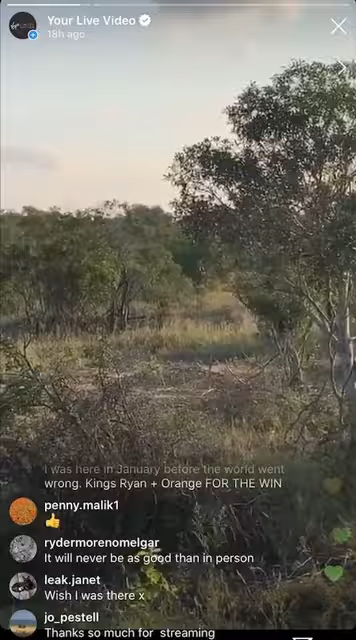 Your Live Video
18h ago
I was here in January before the world went
wrong. Kings Ryan + Orange FOR THE WIN
penny.malik1
👍
rydermorenomelgar
It will never be as good than in person
leak.janet
Wish I was there x
jo_pestell
Thanks so much for streaming